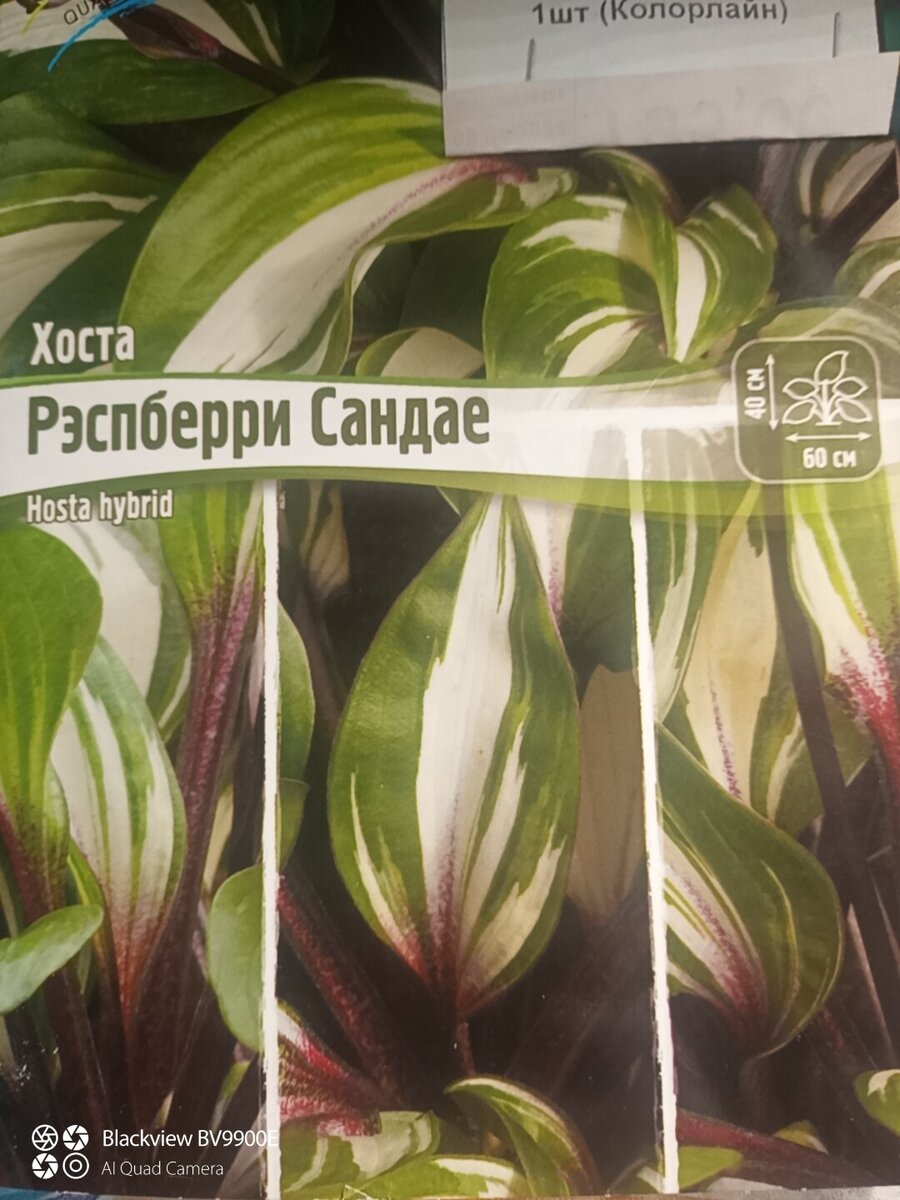 1шт (Колорлайн)
Хоста
Рэспберри Сандае
40 см
60 см
Hosta hybrid
Blackview BV9900E
AI Quad Camera